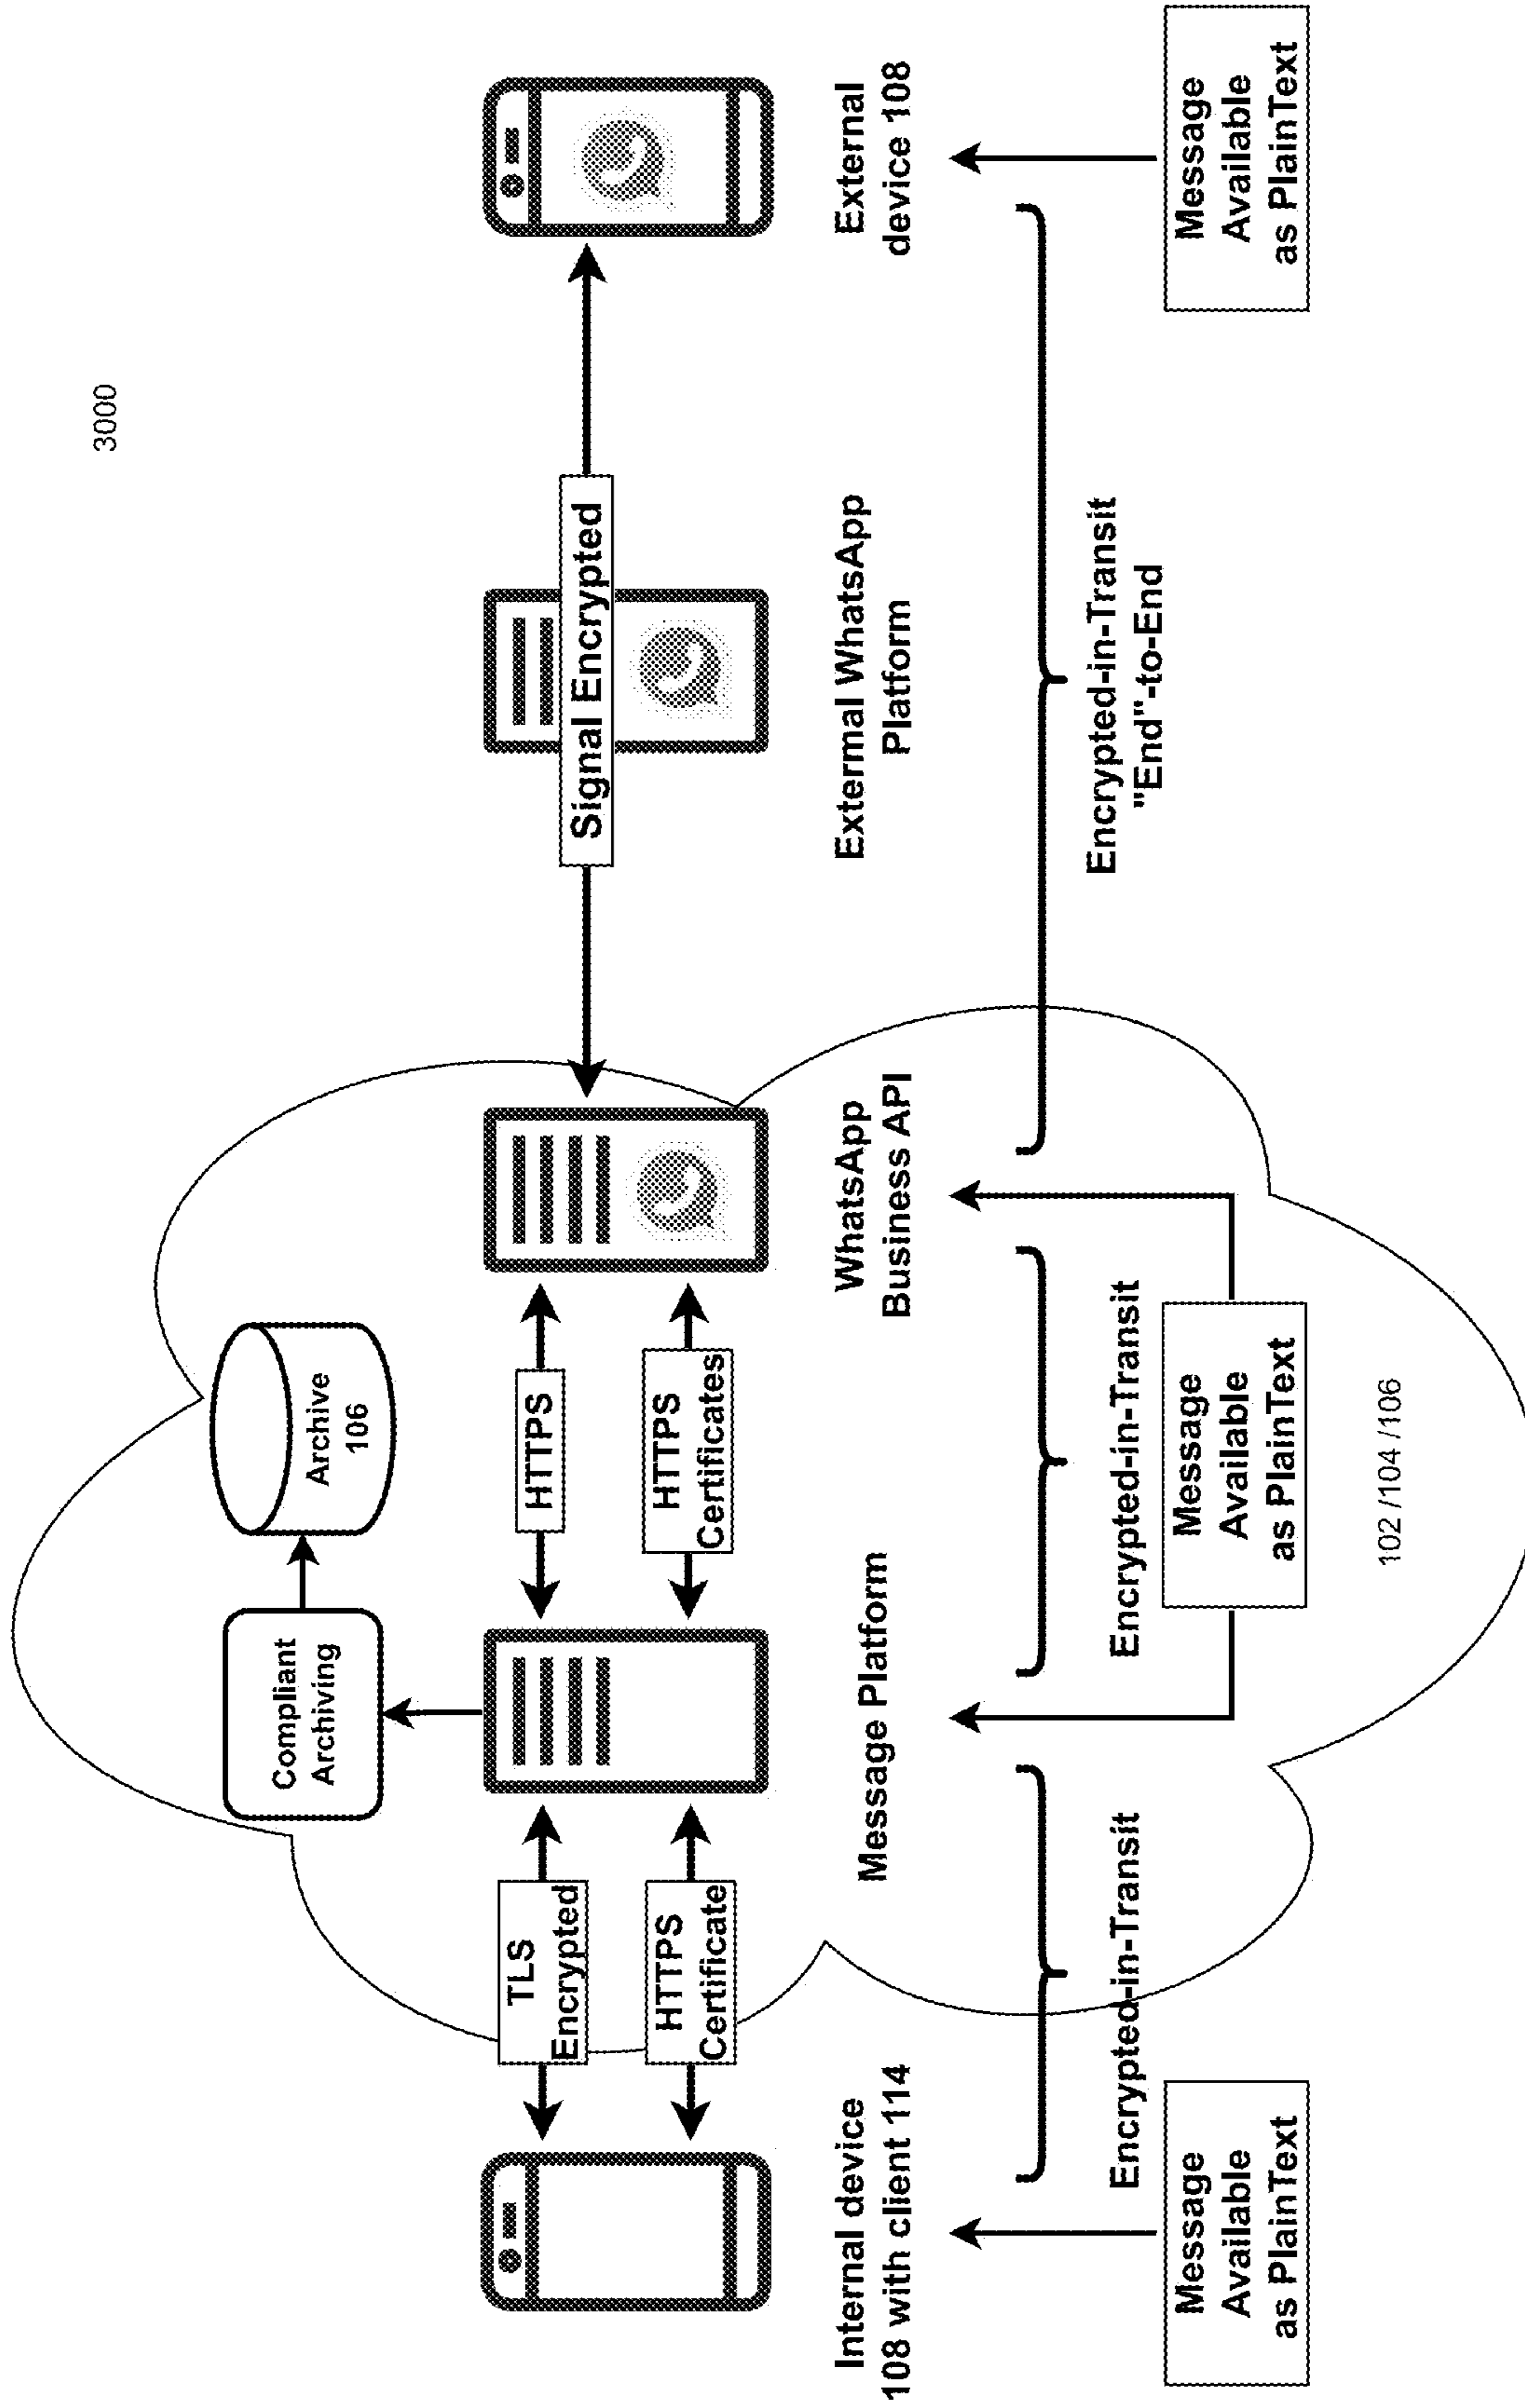 3000
Compliant
Archiving
Archive
106
TLS
Encrypted
HTTPS
Certificate
HTTPS
HTTPS
Certificates
Signal Encrypted
Internal device
108 with client 114
Message Platform
WhatsApp
Business API
Extermal WhatsApp
Platform
External
device 108
Encrypted-in-Transit
Encrypted-in-Transit
Encrypted-in-Transit
"End"-to-End
Message
Available
as PlainText
Message
Available
as PlainText
Message
Available
as PlainText
102 /104 /106